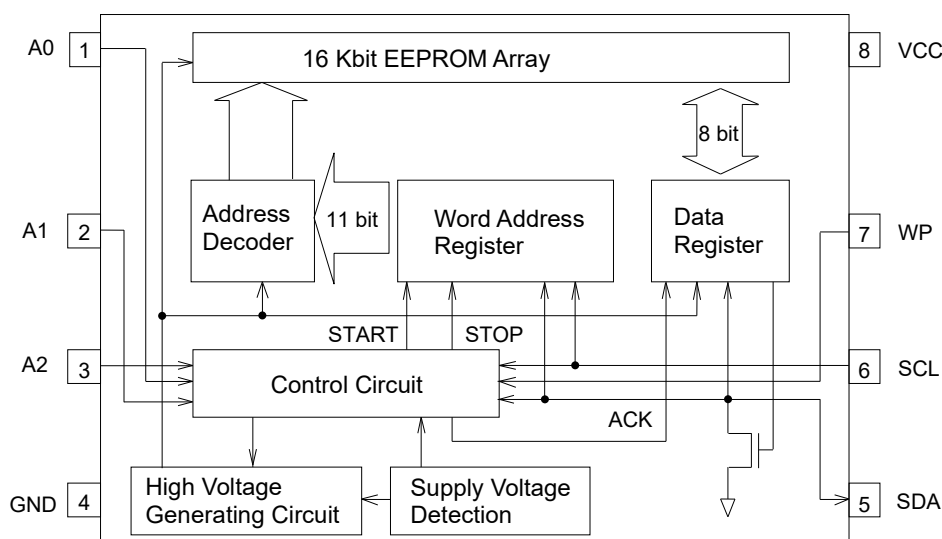 A0
1
16 Kbit EEPROM Array
8
VCC
8 bit
A1
2
Address
Decoder
11 bit
Word Address
Register
Data
Register
7
WP
START
STOP
A2
3
Control Circuit
6
SCL
ACK
GND
4
High Voltage
Generating Circuit
Supply Voltage
Detection
5
SDA